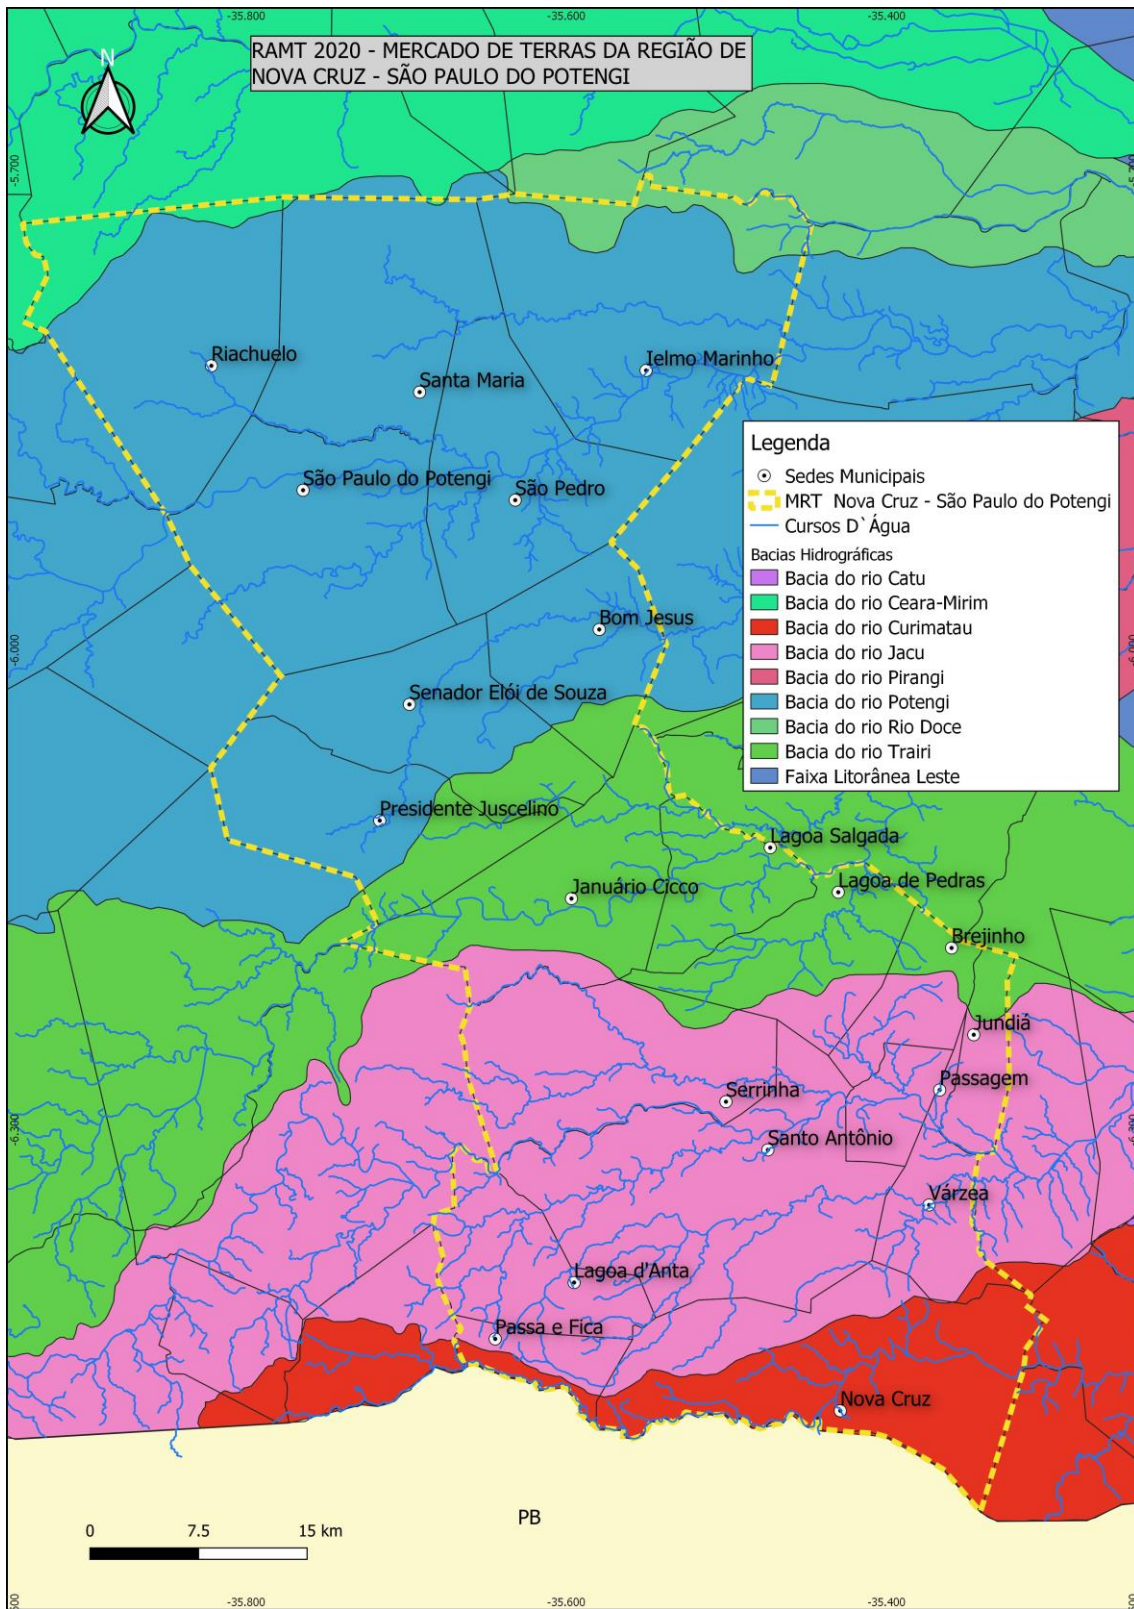 -35.800
-35.600
-35.400
RAMT 2020 - MERCADO DE TERRAS DA REGIÃO DE
NOVA CRUZ - SÃO PAULO DO POTENGI
N
-5.700
Riachuelo
Santa Maria
Ielmo Marinho
São Paulo do Potengi
São Pedro
Legenda
Sedes Municipais
MRT Nova Cruz - São Paulo do Potengi
Cursos D`Água
Bacias Hidrográficas
Bacia do rio Catu
Bacia do rio Ceara-Mirim
Bacia do rio Curimatau
Bacia do rio Jacu
Bacia do rio Pirangi
Bacia do rio Potengi
Bacia do rio Rio Doce
Bacia do rio Trairi
Faixa Litorânea Leste
-6.000
Bom Jesus
Senador Elói de Souza
Presidente Juscelino
Lagoa Salgada
Januário Cicco
Lagoa de Pedras
Brejinho
Jundiá
Passagem
Serrinha
-6.300
Santo Antônio
Várzea
Lagoa d'Anta
Passa e Fica
Nova Cruz
PB
0 7.5 15 km
-35.800
-35.600
-35.400